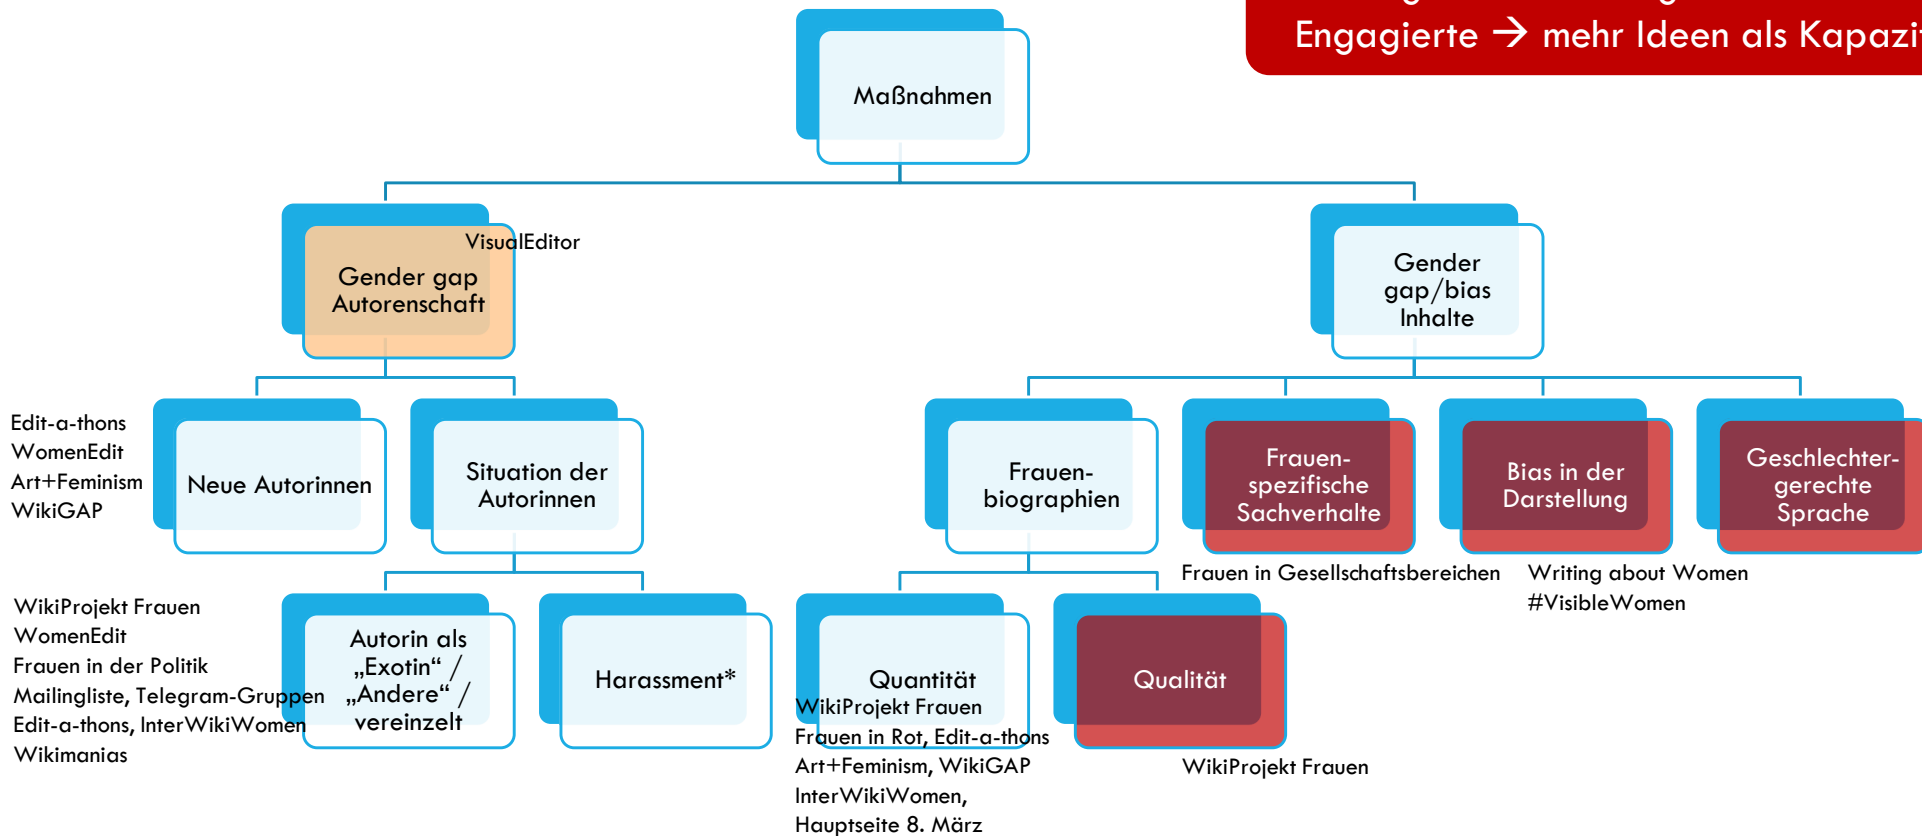 Engagierte → mehr Ideen als
Maßnahmen
VisualEditor
Gender gap
Autorenschaft
Gender
gap/bias
Inhalte
Edit-a-thons
WomenEdit
Art+Feminism
WikiGAP
Neue Autorinnen
Situation der
Autorinnen
Frauen-
biographien
Frauen-
spezifische
Sachverhalte
Bias in der
Darstellung
Geschlechter-
gerechte
Sprache
Frauen in Gesellschaftsbereichen
Writing about Women
#VisibleWomen
WikiProjekt Frauen
WomenEdit
Frauen in der Politik
Mailingliste, Telegram-Gruppen
Edit-a-thons, InterWikiWomen
Wikimanias
Autorin als
„Exotin“ /
„Andere“ /
vereinzelt
Harassment*
Quantität
WikiProjekt Frauen
Frauen in Rot, Edit-a-thons
Art+Feminism, WikiGAP
InterWikiWomen,
Hauptseite 8. März
Qualität
WikiProjekt Frauen